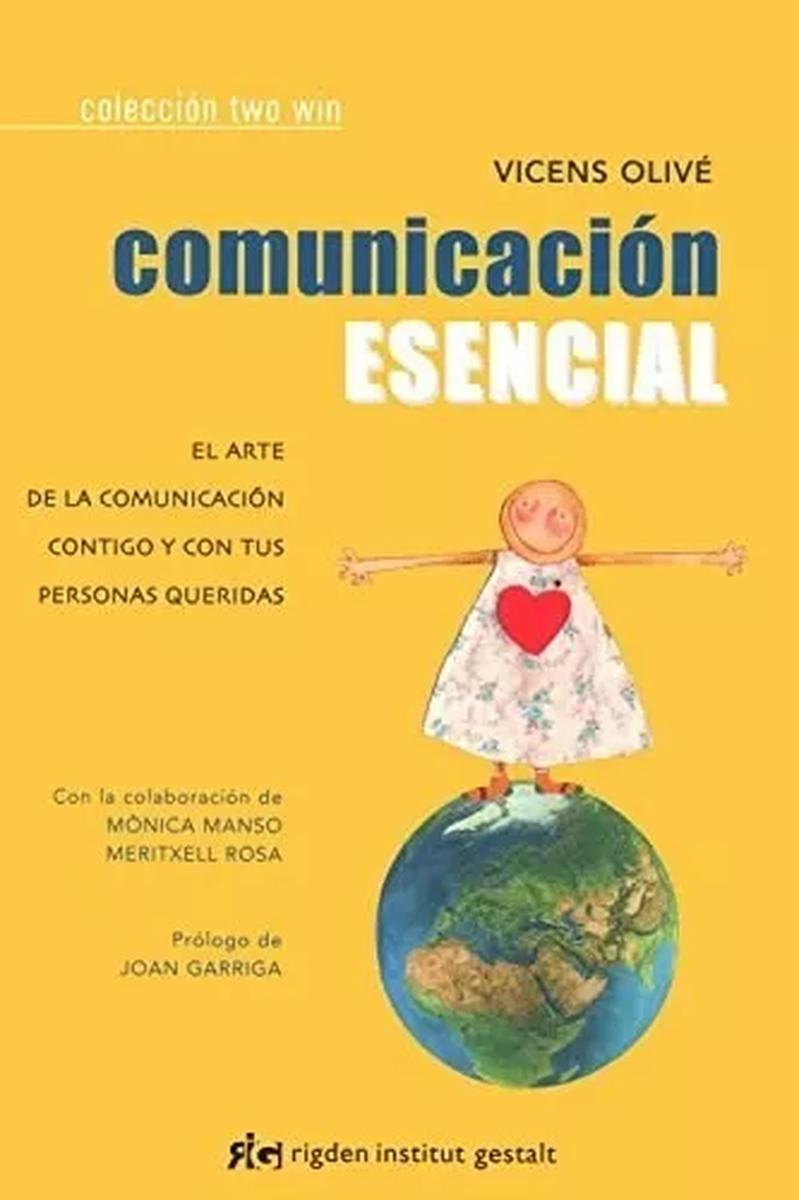 colección two win
VICENS OLIVÉ
comunicación
ESENCIAL
EL ARTE
DE LA COMUNICACIÓN
CONTIGO Y CON TUS
PERSONAS QUERIDAS
Con la colaboración de
MÒNICA MANSO
MERITXELL ROSA
Prólogo de
JOAN GARRIGA
RiG rigden institut gestalt